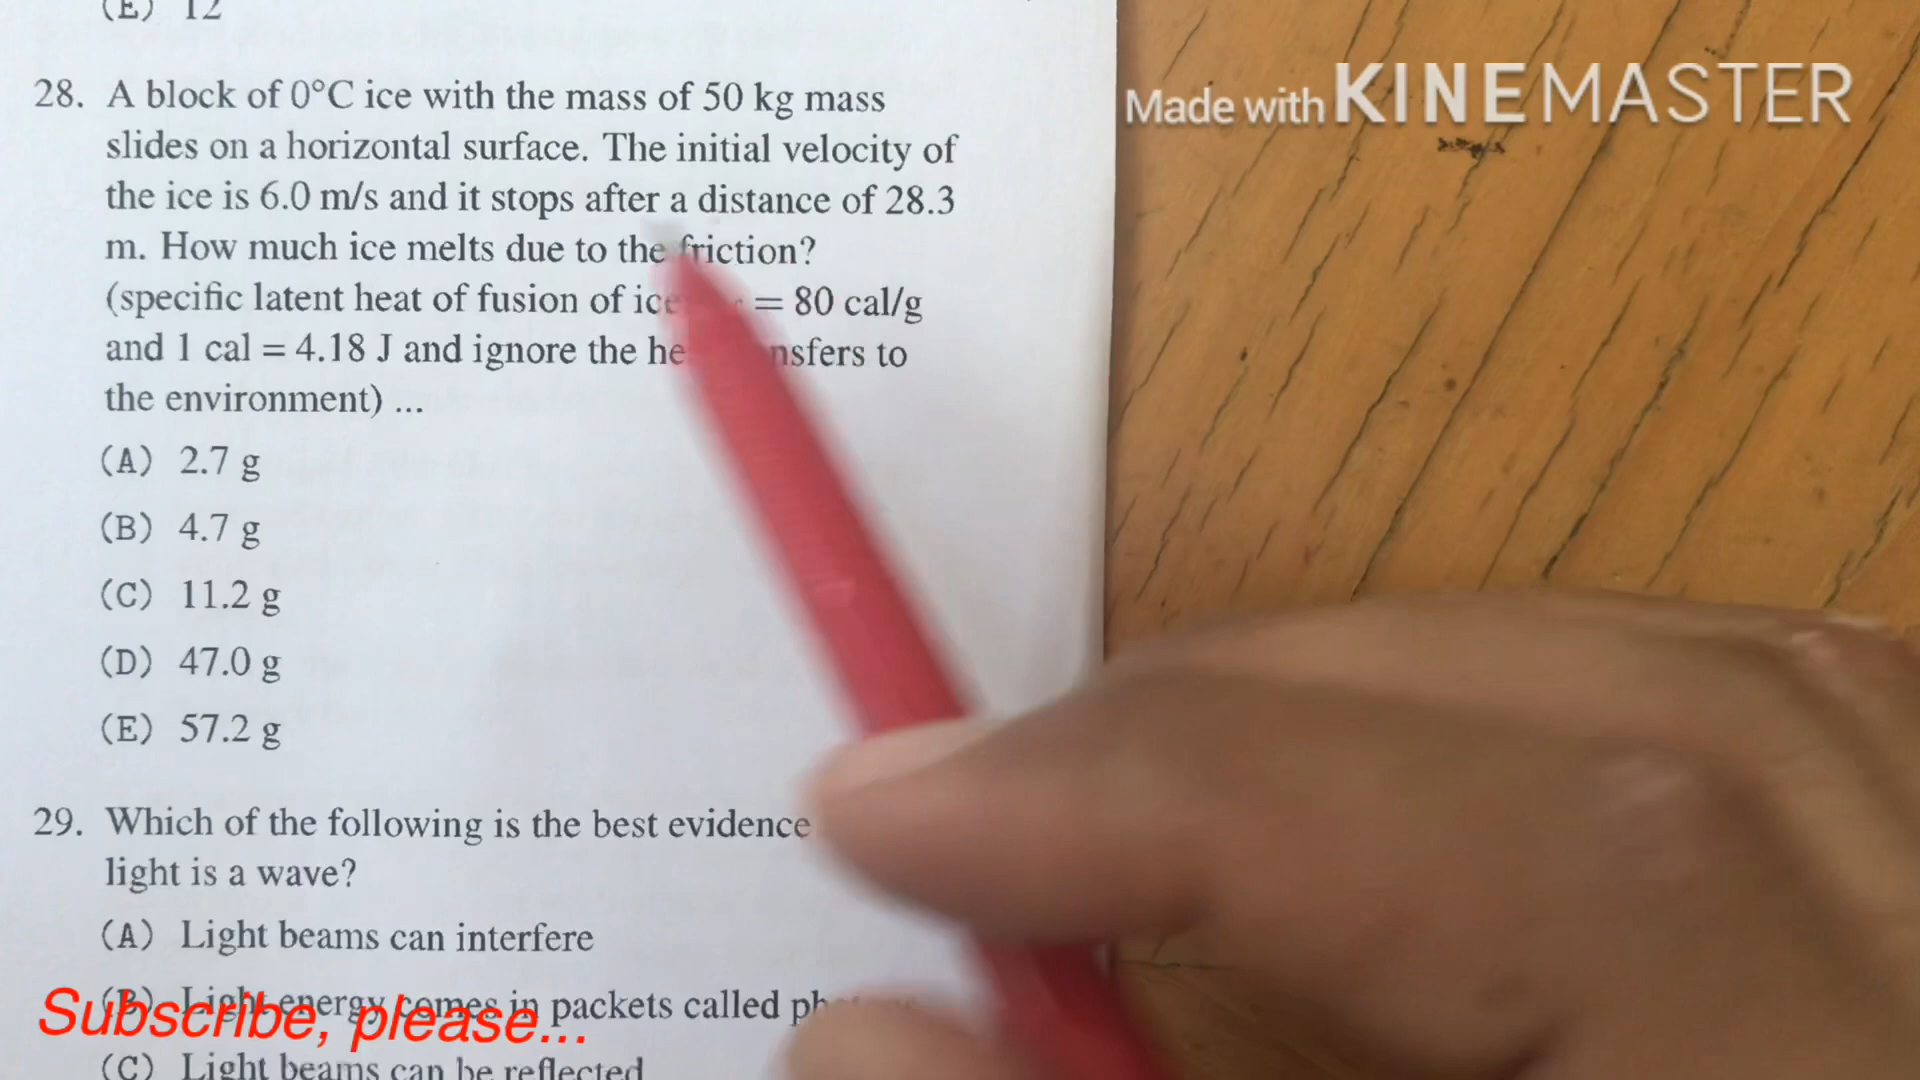 (E) 12
28. A block of 0°C ice with the mass of 50 kg mass
slides on a horizontal surface. The initial velocity of
the ice is 6.0 m/s and it stops after a distance of 28.3
m. How much ice melts due to the friction?
(specific latent heat of fusion of ice = 80 cal/g
and 1 cal = 4.18 J and ignore the to
the environment) ...
(A) 2.7 g
(B) 4.7 g
(C) 11.2 g
(D) 47.0 g
(E) 57.2 g
29. Which of the following is the best evidence
light is a wave?
(A) Light beams can interfere
(B) Light energy comes in packets called
(C) Light beams can be reflected
Made with KINEMASTER
Subscribe, please...